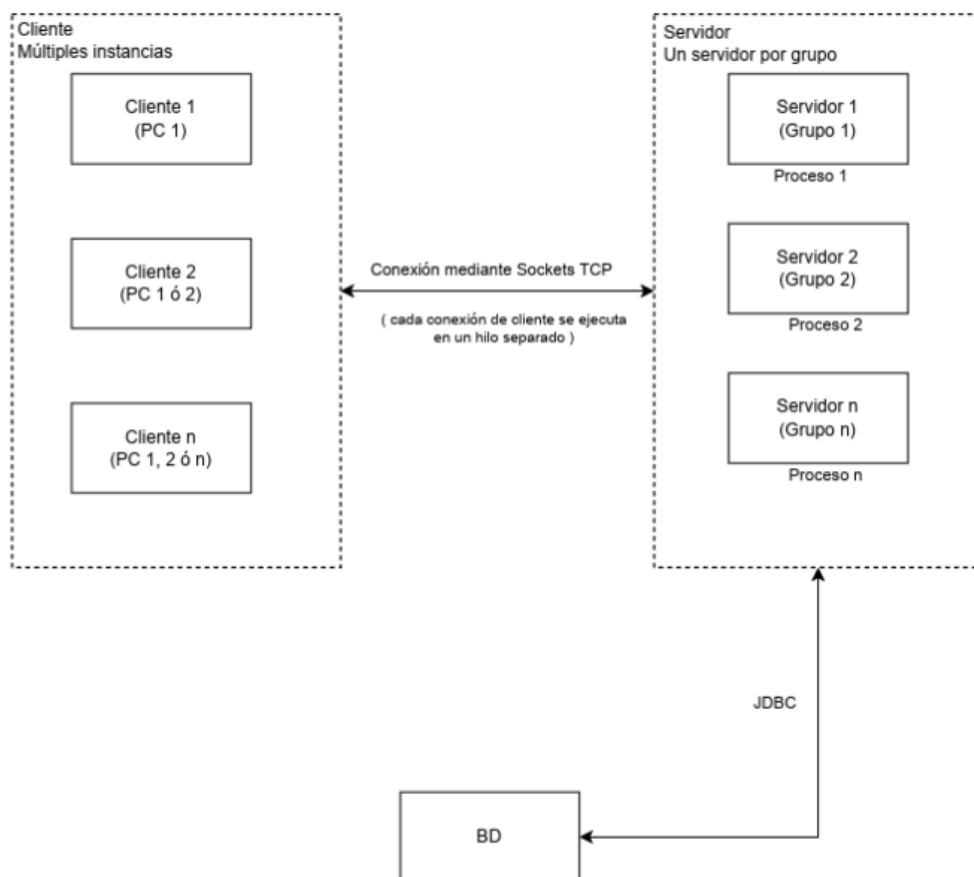 Cliente
Múltiples instancias
Cliente 1
(PC 1)
Cliente 2
(PC 1 ó 2)
Cliente n
(PC 1, 2 ó n)
Conexión mediante Sockets TCP
( cada conexión de cliente se ejecuta
en un hilo separado )
Servidor
Un servidor por grupo
Servidor 1
(Grupo 1)
Proceso 1
Servidor 2
(Grupo 2)
Proceso 2
Servidor n
(Grupo n)
Proceso n
JDBC
BD